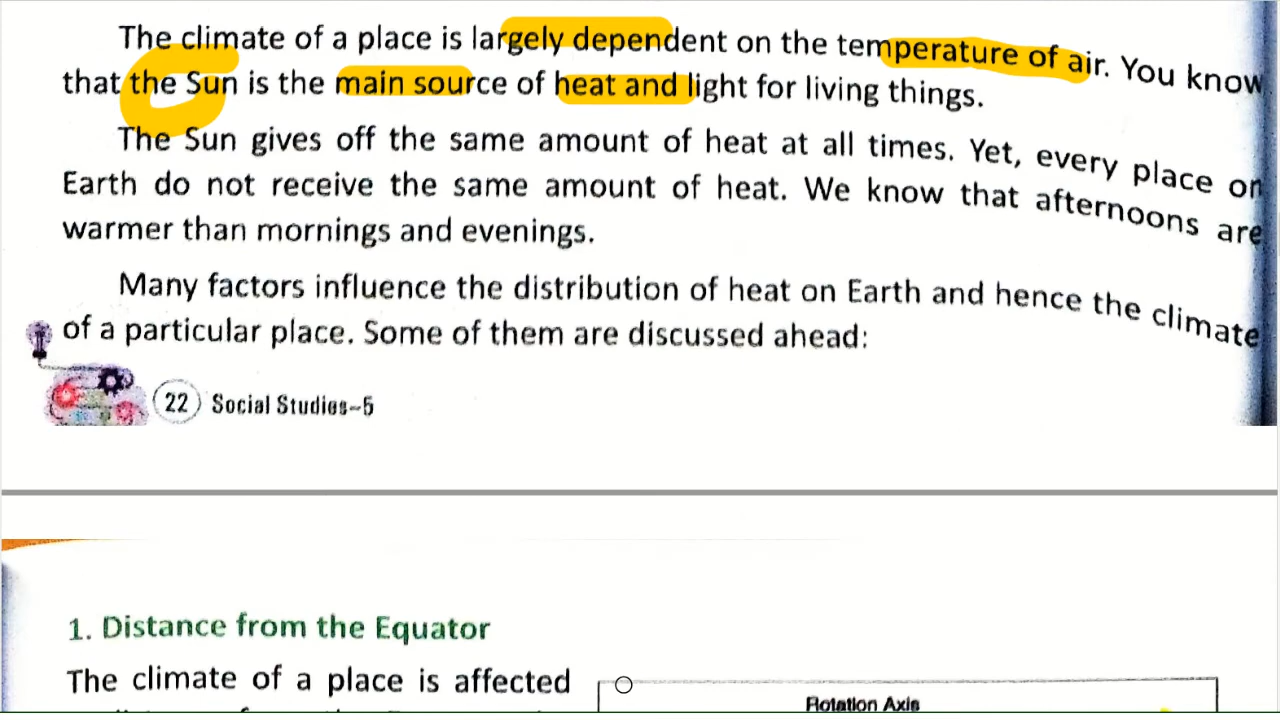 The climate of a place is largely dependent on the temperature of air. You know
that the Sun is the main source of heat and light for living things.
The Sun gives off the same amount of heat at all times. Yet, every place on
Earth do not receive the same amount of heat. We know that afternoons are
warmer than mornings and evenings.
Many factors influence the distribution of heat on Earth and hence the climate
of a particular place. Some of them are discussed ahead:
22 Social Studies-5
1. Distance from the Equator
The climate of a place is affected
Rotation Axis